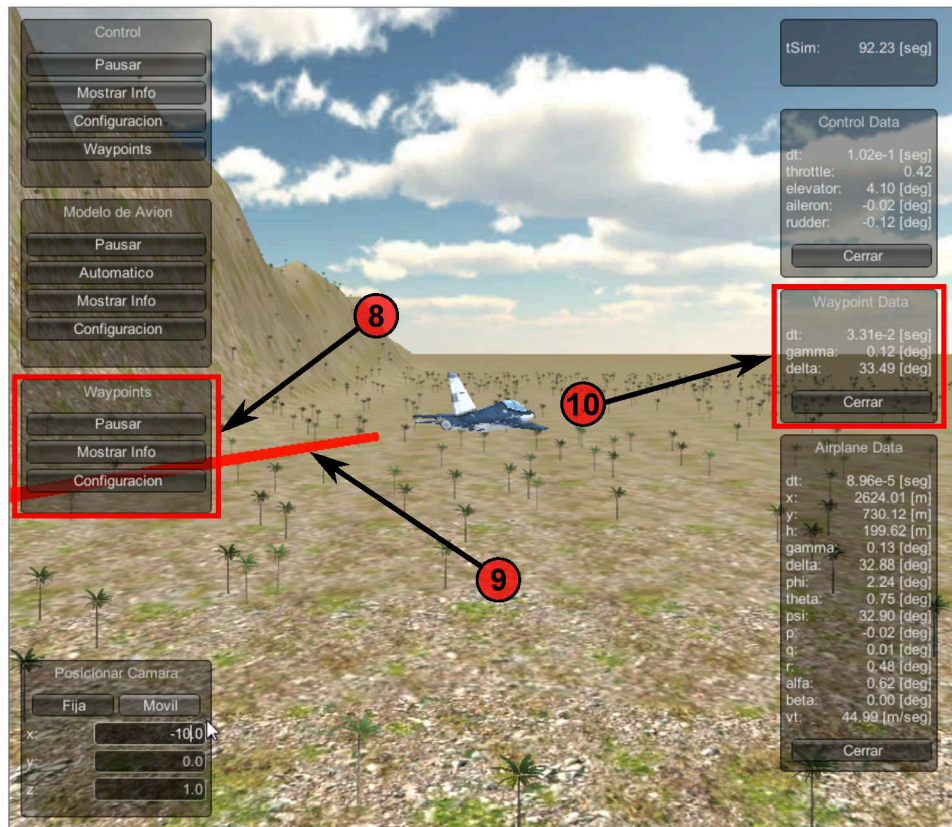 Control
Pausar
Mostrar Info
Configuracion
Waypoints
Modelo de Avion
Pausar
Automatico
Mostrar Info
Configuracion
Waypoints
Pausar
Mostrar Info
Configuracion
8
9
10
Posicionar Camara
Fija Movil
x: -10.0
y: 0.0
z: 1.0
tSim: 92.23 [seg]
Control Data
dt: 1.02e-1 [seg]
throttle: 0.42
elevator: 4.10 [deg]
aileron: -0.02 [deg]
rudder: -0.12 [deg]
Cerrar
Waypoint Data
dt: 3.31e-2 [seg]
gamma: 0.12 [deg]
delta: 33.49 [deg]
Cerrar
Airplane Data
dt: 8.96e-5 [seg]
x: 2624.01 [m]
y: 730.12 [m]
h: 199.62 [m]
gamma: 0.13 [deg]
delta: 32.88 [deg]
phi: 2.24 [deg]
theta: 0.75 [deg]
psi: 32.90 [deg]
p: -0.02 [deg]
q: 0.01 [deg]
r: 0.48 [deg]
alfa: 0.62 [deg]
beta: 0.00 [deg]
vt: 44.99 [m/seg]
Cerrar